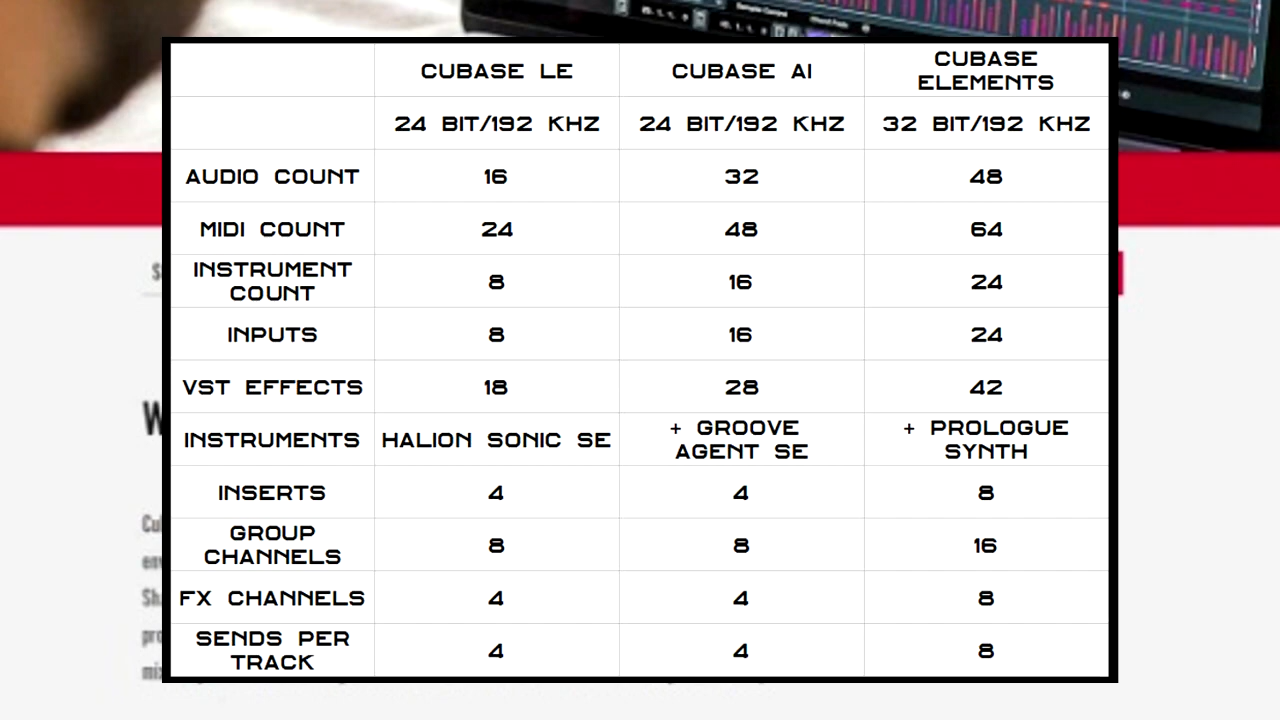 CUBASE LE CUBASE AI CUBASE
ELEMENTS
24 BIT/192 KHZ 24 BIT/192 KHZ 32 BIT/192 KHZ
AUDIO COUNT 16 32 48
MIDI COUNT 24 48 64
INSTRUMENT
COUNT 8 16 24
INPUTS 8 16 24
VST EFFECTS 18 28 42
INSTRUMENTS HALION SONIC SE + GROOVE
AGENT SE + PROLOGUE
SYNTH
INSERTS 4 4 8
GROUP
CHANNELS 8 8 16
FX CHANNELS 4 4 8
SENDS PER
TRACK 4 4 8